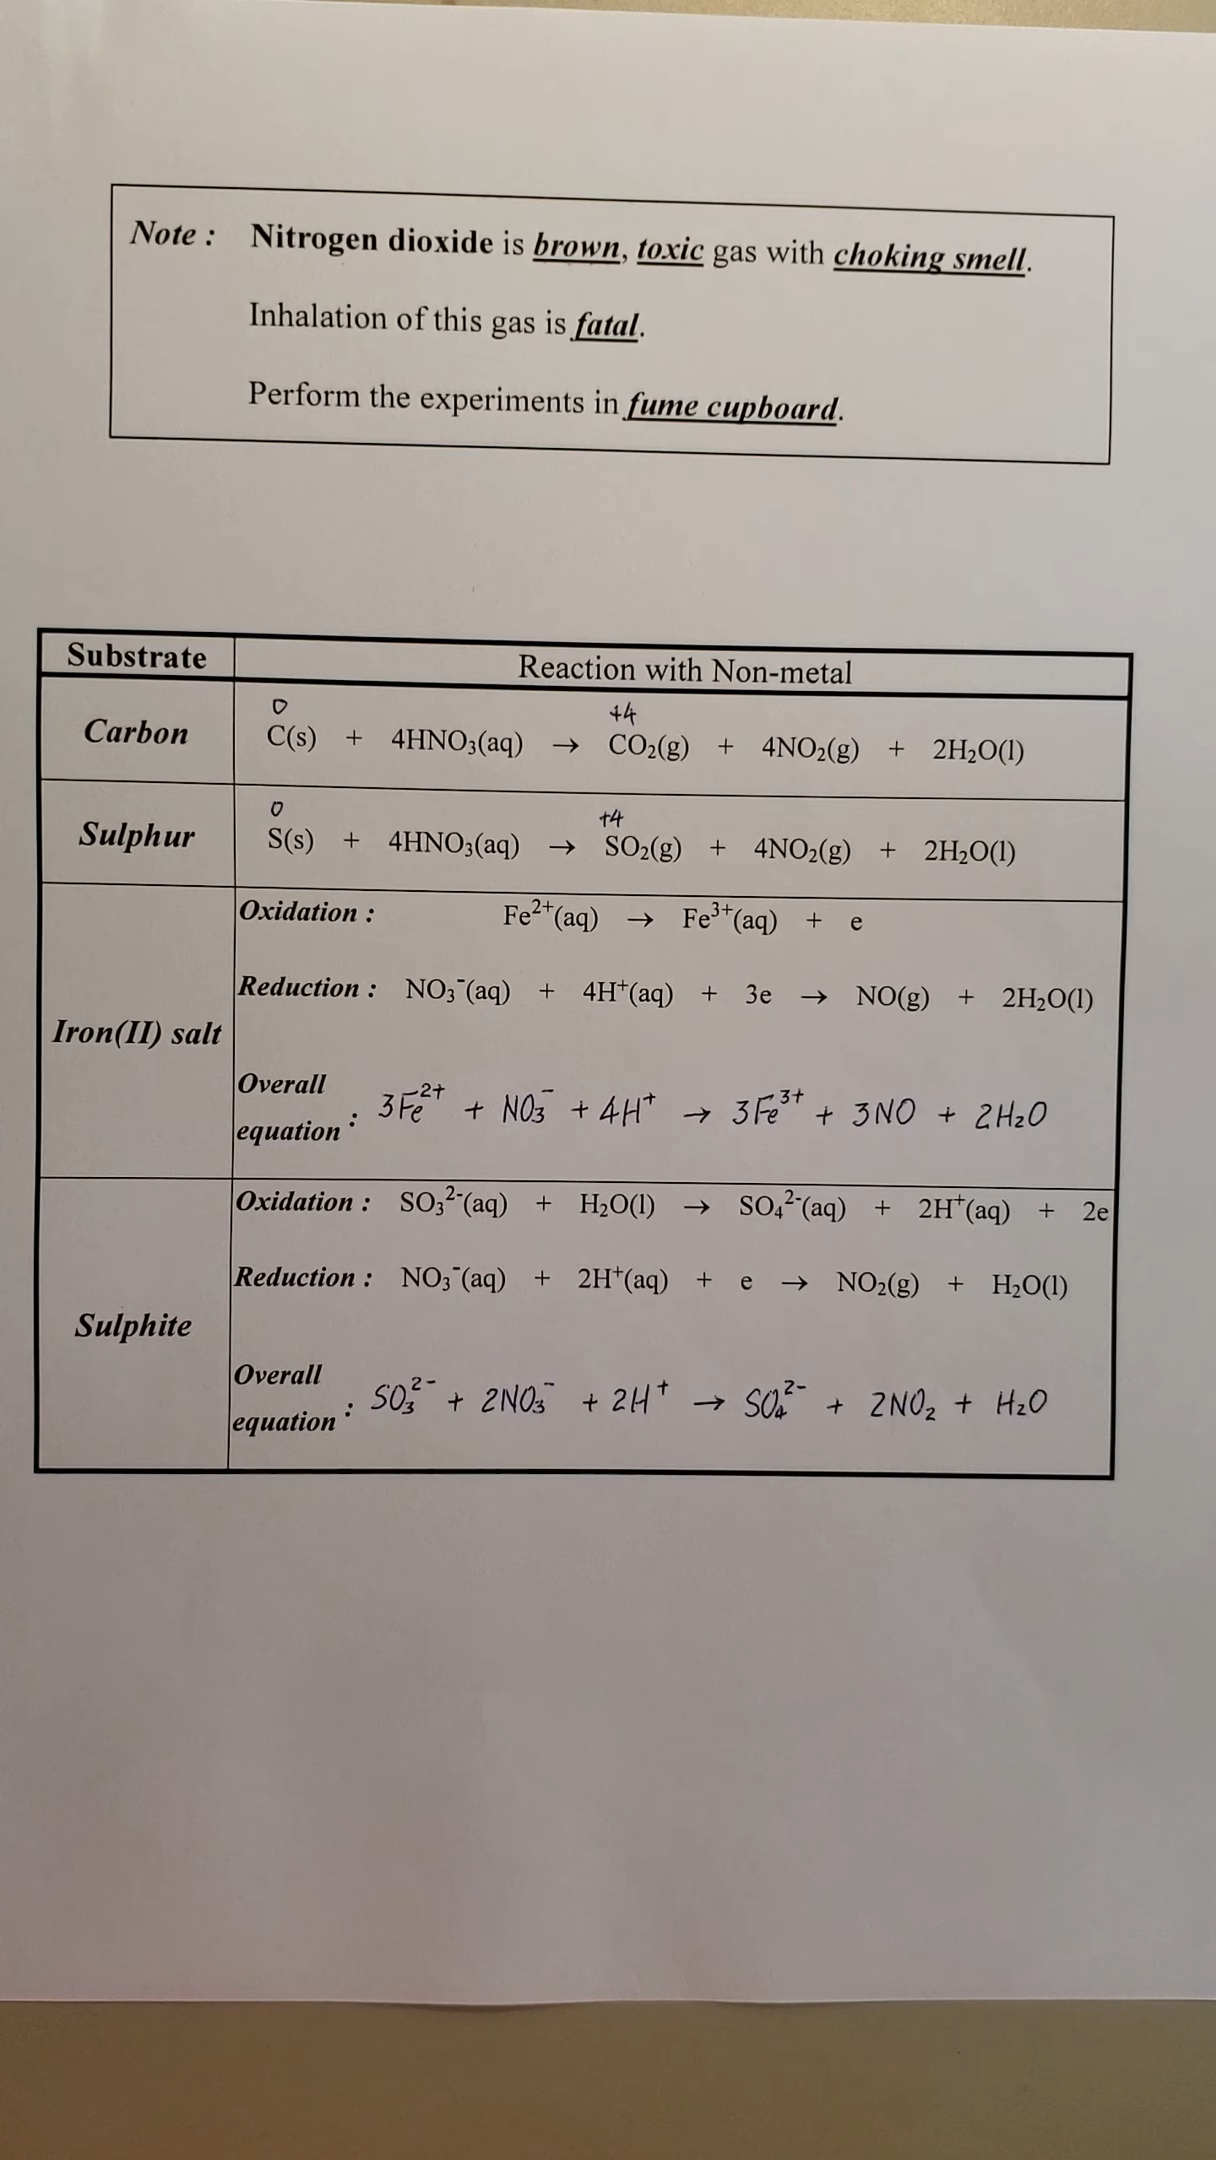 Note : Nitrogen dioxide is brown, toxic gas with choking smell.
Inhalation of this gas is fatal.
Perform the experiments in fume cupboard.
Substrate Reaction with Non-metal
0 +4
Carbon C(s) + 4HNO₃(aq) → CO₂(g) + 4NO₂(g) + 2H₂O(l)
0 +4
Sulphur S(s) + 4HNO₃(aq) → SO₂(g) + 4NO₂(g) + 2H₂O(l)
Iron(II) salt
Oxidation : Fe²⁺(aq) → Fe³⁺(aq) + e
Reduction : NO₃⁻(aq) + 4H⁺(aq) + 3e → NO(g) + 2H₂O(l)
Overall equation : 3Fe²⁺ + NO₃⁻ + 4H⁺ → 3Fe³⁺ + 3NO + 2H₂O
Sulphite
Oxidation : SO₃²⁻(aq) + H₂O(l) → SO₄²⁻(aq) + 2H⁺(aq) + 2e
Reduction : NO₃⁻(aq) + 2H⁺(aq) + e → NO₂(g) + H₂O(l)
Overall equation : SO₃²⁻ + 2NO₃⁻ + 2H⁺ → SO₄²⁻ + 2NO₂ + H₂O